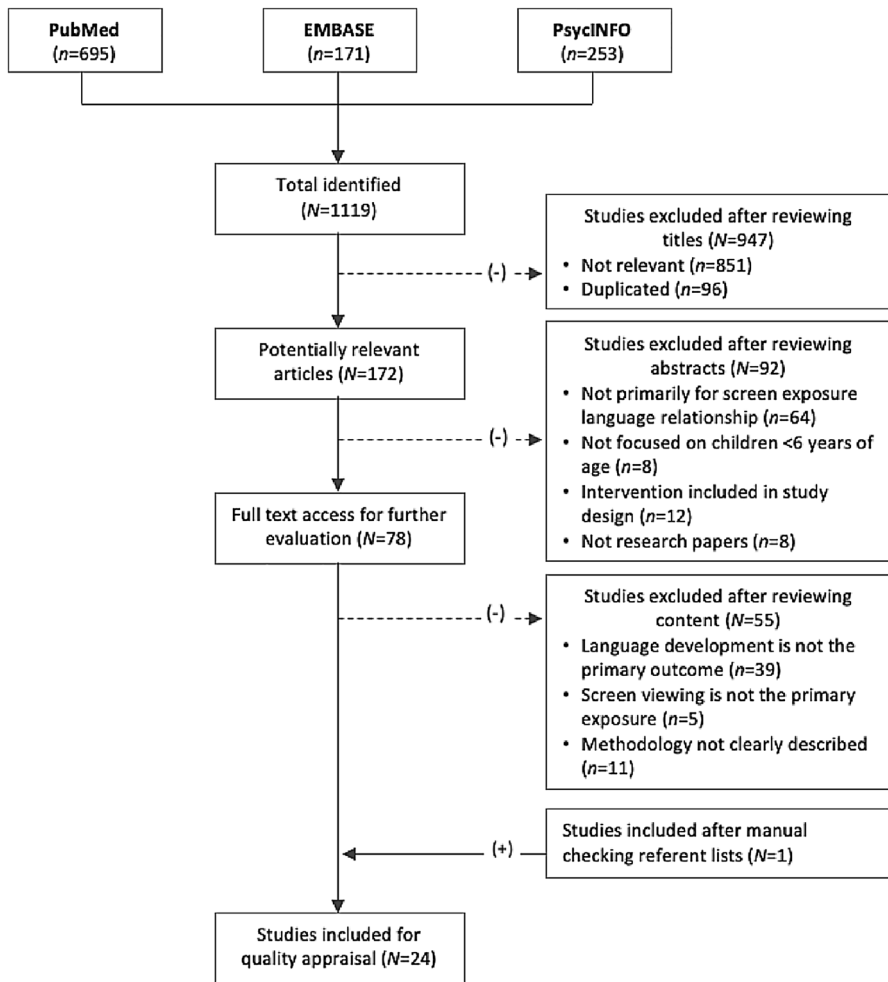 PubMed
(n=695)
EMBASE
(n=171)
PsycINFO
(n=253)
Total identified
(N=1119)
Studies excluded after reviewing
titles (N=947)
• Not relevant (n=851)
• Duplicated (n=96)
(-)
Potentially relevant
articles (N=172)
Studies excluded after reviewing
abstracts (N=92)
• Not primarily for screen exposure
language relationship (n=64)
• Not focused on children <6 years of
age (n=8)
• Intervention included in study
design (n=12)
• Not research papers (n=8)
(-)
Full text access for further
evaluation (N=78)
Studies excluded after reviewing
content (N=55)
• Language development is not the
primary outcome (n=39)
• Screen viewing is not the primary
exposure (n=5)
• Methodology not clearly described
(n=11)
(-)
Studies included after manual
checking referent lists (N=1)
(+)
Studies included for
quality appraisal (N=24)